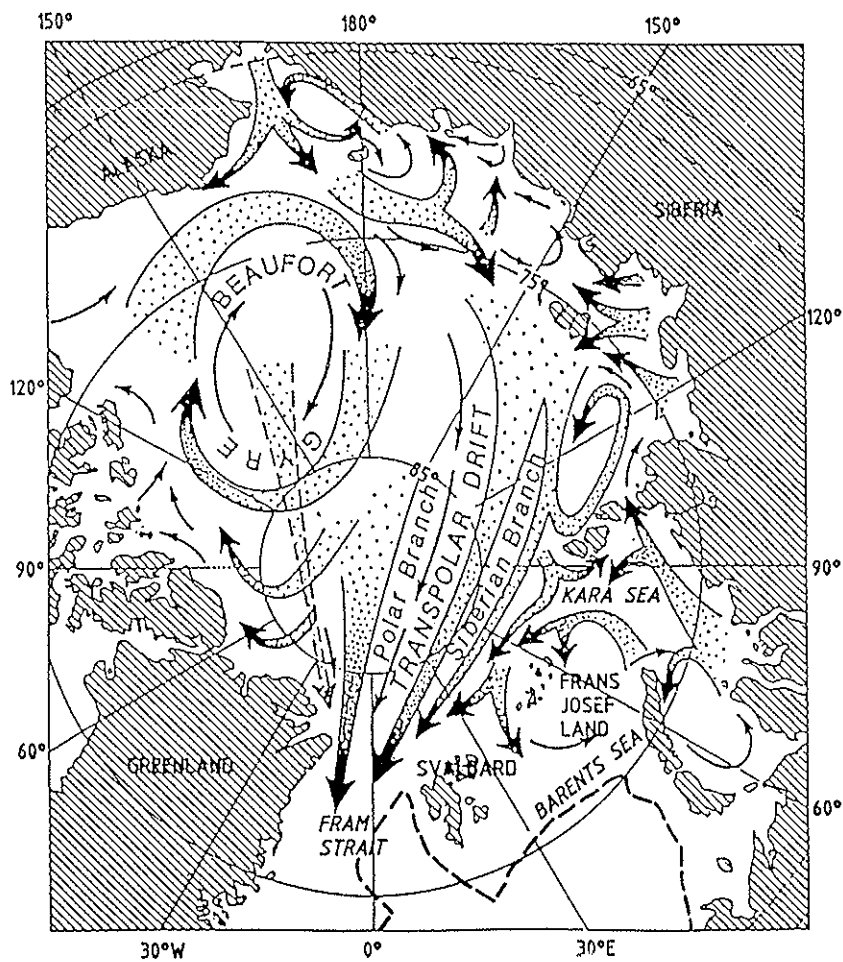 150°
180°
150°
65°
ALASKA
SIBERIA
BEAUFORT
75°
120°
120°
GYRE
85°
Polar Branch
TRANSPOLAR DRIFT
Siberian Branch
90°
90°
KARA SEA
FRANS
JOSEF
LAND
60°
GREENLAND
SVALBARD
BARENTS SEA
60°
FRAM
STRAIT
30°W
0°
30°E